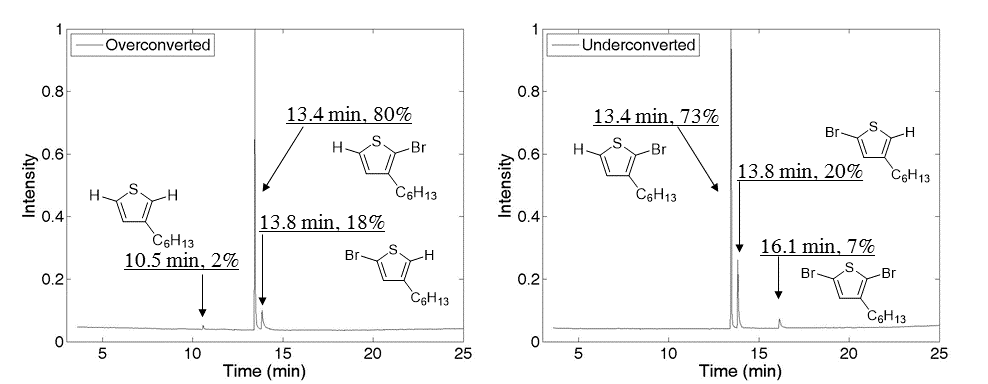 Overconverted
13.4 min, 80%
H S Br
C6H13
H S H
C6H13
13.8 min, 18%
Br S H
C6H13
10.5 min, 2%
Intensity
1
0.8
0.6
0.4
0.2
0
5 10 15 20 25
Time (min)
Underconverted
13.4 min, 73%
H S Br
C6H13
Br S H
C6H13
13.8 min, 20%
16.1 min, 7%
Br S Br
C6H13
Intensity
1
0.8
0.6
0.4
0.2
0
5 10 15 20 25
Time (min)